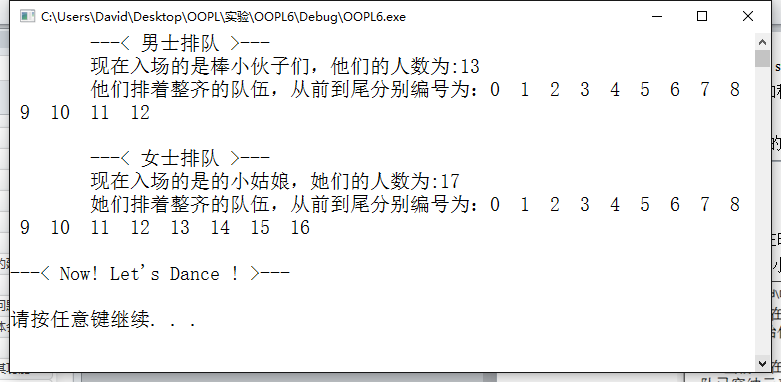 C:\Users\David\Desktop\OOPL\实验\OOPL6\Debug\OOPL6.exe
---< 男士排队 >---
现在入场的是棒小伙子们，他们的人数为:13
他们排着整齐的队伍，从前到尾分别编号为: 0 1 2 3 4 5 6 7 8
9 10 11 12
---< 女士排队 >---
现在入场的是的小姑娘，她们的人数为:17
她们排着整齐的队伍，从前到尾分别编号为: 0 1 2 3 4 5 6 7 8
9 10 11 12 13 14 15 16
---< Now! Let's Dance ! >---
请按任意键继续. . .